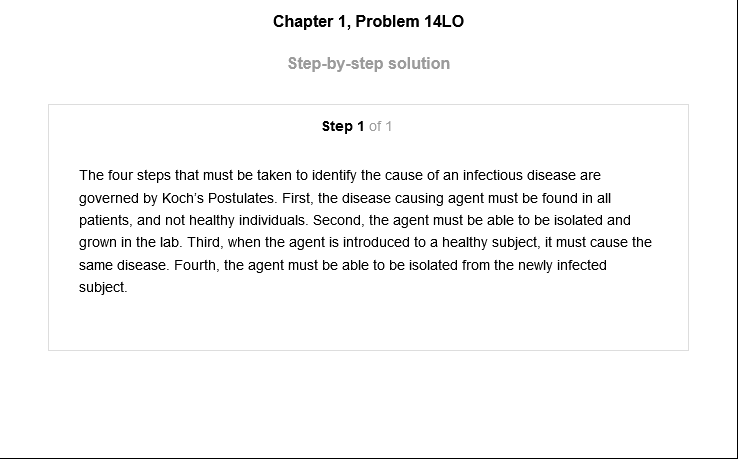 Chapter 1, Problem 14LO
Step-by-step solution
Step 1 of 1
The four steps that must be taken to identify the cause of an infectious disease are
governed by Koch's Postulates. First, the disease causing agent must be found in all
patients, and not healthy individuals. Second, the agent must be able to be isolated and
grown in the lab. Third, when the agent is introduced to a healthy subject, it must cause the
same disease. Fourth, the agent must be able to be isolated from the newly infected
subject.